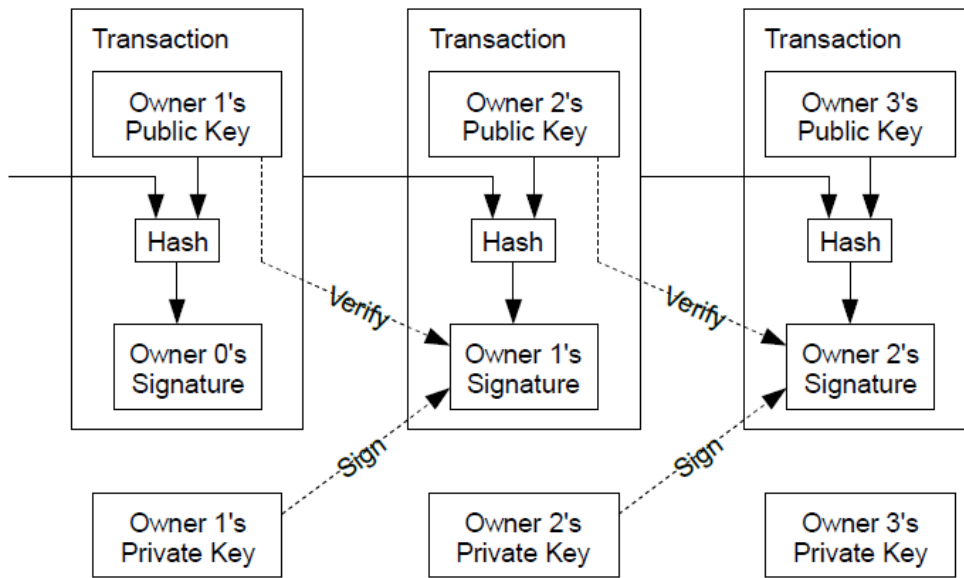 Transaction
Transaction
Transaction
Owner 1's
Public Key
Owner 2's
Public Key
Owner 3's
Public Key
Hash
Hash
Hash
Verify
Verify
Owner 0's
Signature
Owner 1's
Signature
Owner 2's
Signature
Sign
Sign
Owner 1's
Private Key
Owner 2's
Private Key
Owner 3's
Private Key